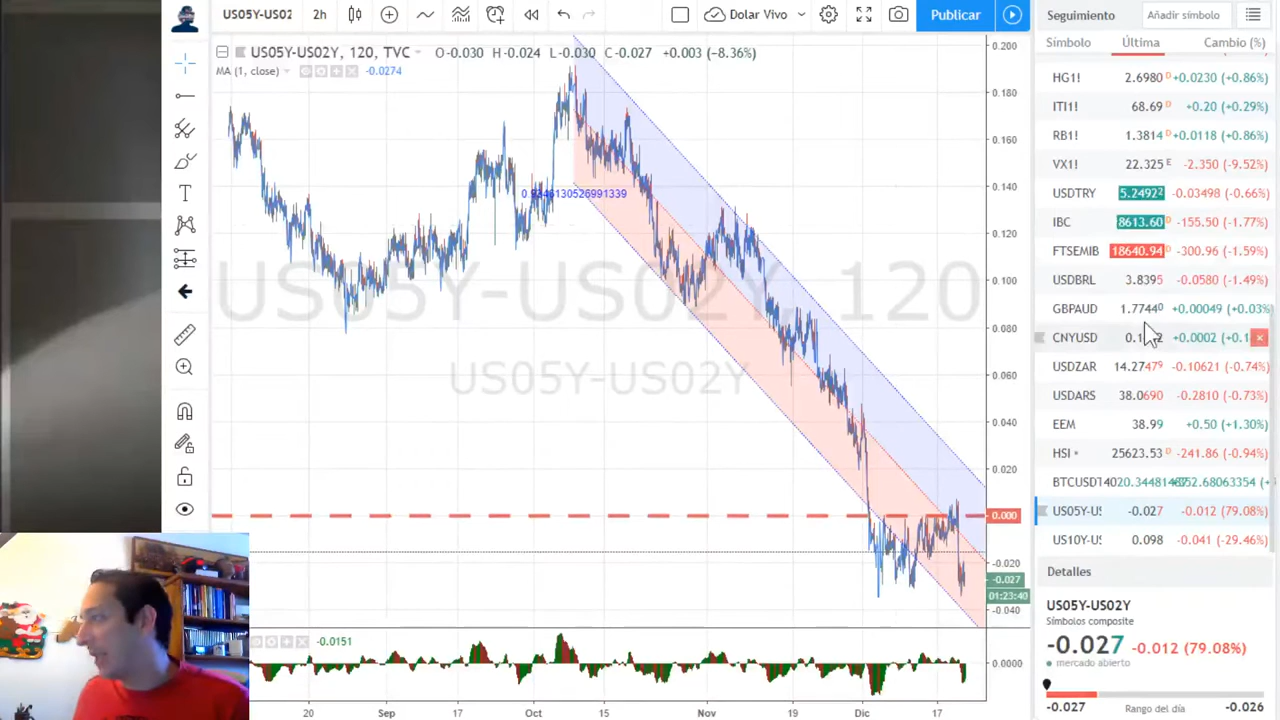 US05Y-US02 2h Dolar Vivo Publicar
US05Y-US02Y, 120, TVC O-0.030 H-0.024 L-0.030 C-0.027 +0.003 (-8.36%)
MA (1, close) -0.0274
US05Y-US02Y, 120
US05Y-US02Y
0.200
0.180
0.160
0.140
0.120
0.100
0.080
0.060
0.040
0.020
0.000
-0.020
-0.027
01:23:40
-0.040
-0.0151
0.0000
20 Sep 17 Oct 15 Nov 19 Dic 17
Seguimiento Añadir símbolo
Símbolo Última Cambio (%)
HG1! 2.6980 D +0.0230 (+0.86%)
ITI1! 68.69 D +0.20 (+0.29%)
RB1! 1.3814 D +0.0118 (+0.86%)
VX1! 22.325 E -2.350 (-9.52%)
USDTRY 5.24922 -0.03498 (-0.66%)
IBC 8613.60 D -155.50 (-1.77%)
FTSEMIB 18640.94 D -300.96 (-1.59%)
USDBRL 3.8395 -0.0580 (-1.49%)
GBPAUD 1.77440 +0.00049 (+0.03%)
CNYUSD +0.0002
USDZAR 14.27479 -0.10621 (-0.74%)
USDARS 38.0690 -0.2810 (-0.73%)
EEM 38.99 +0.50 (+1.30%)
HSI 25623.53 D -241.86 (-0.94%)
US05Y-US -0.027 -0.012 (79.08%)
US10Y-US 0.098 -0.041 (-29.46%)
Detalles
US05Y-US02Y
Símbolos composite
-0.027 -0.012 (79.08%)
mercado abierto
-0.027 Rango del día -0.026